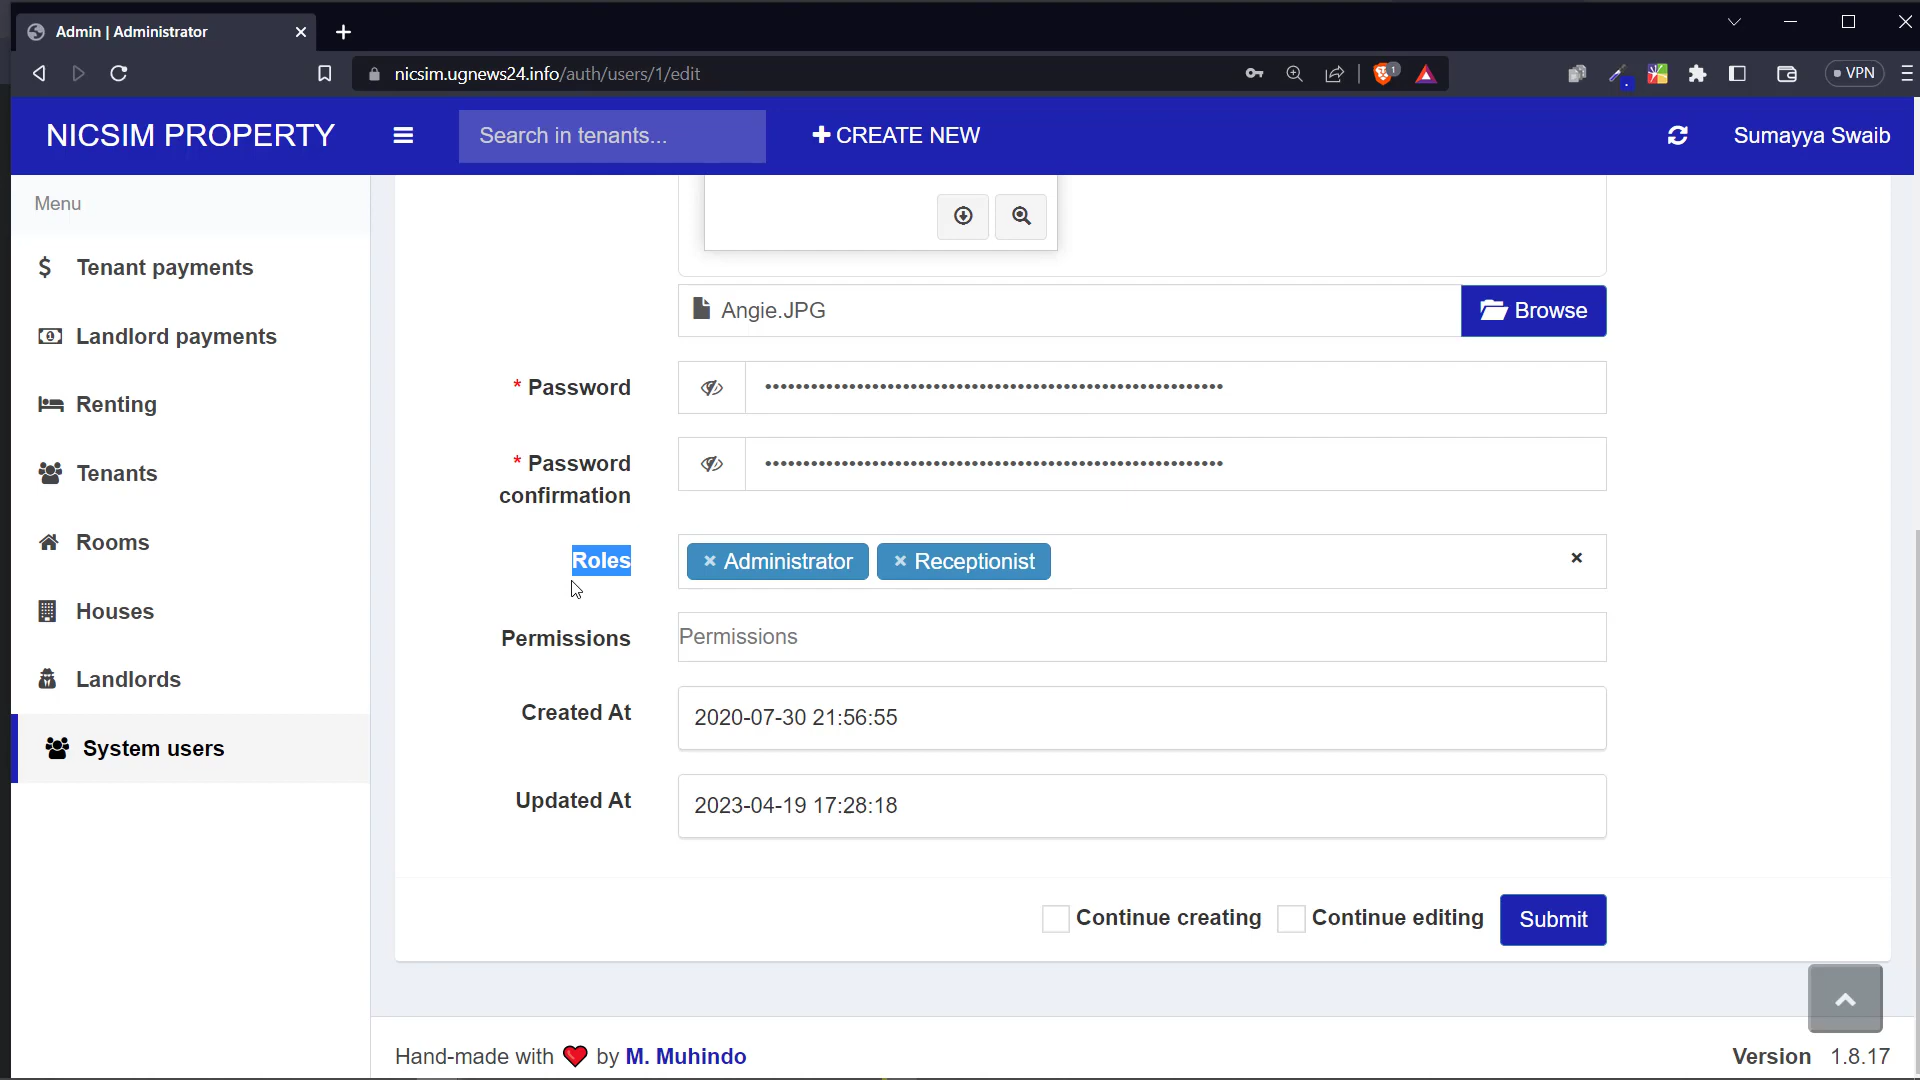 Admin | Administrator
nicsim.ugnews24.info/auth/users/1/edit
1
VPN
NICSIM PROPERTY
Search in tenants...
CREATE NEW
Sumayya Swaib
Menu
Tenant payments
Landlord payments
Renting
Tenants
Rooms
Houses
Landlords
System users
Angie.JPG
Browse
* Password
••••••••••••••••••••••••••••••••••••••••••••••••••••••••••••
* Password
confirmation
••••••••••••••••••••••••••••••••••••••••••••••••••••••••••••
Roles
× Administrator × Receptionist ×
Permissions
Permissions
Created At
2020-07-30 21:56:55
Updated At
2023-04-19 17:28:18
Continue creating Continue editing Submit
Hand-made with ❤️ by M. Muhindo
Version 1.8.17